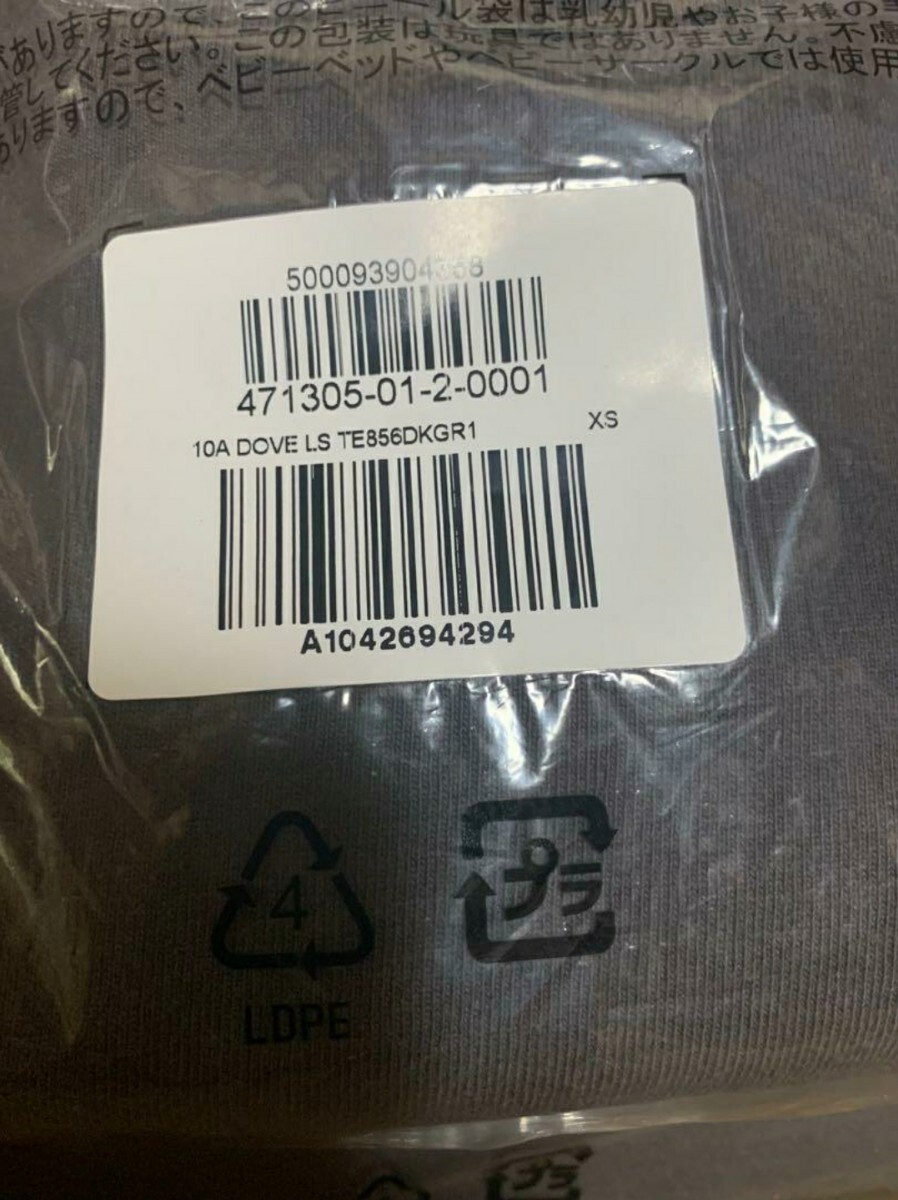 がありますので、このビニール袋は乳幼児やお子様の
管してください。この包装は玩具ではありません。不慮
ありますので、ベビーベッドやベビーサークルでは使用
471305-01-2-0001
10A DOVE LS TE856DKGR1 XS
A1042694294
4
LDPE
プラ
プラ